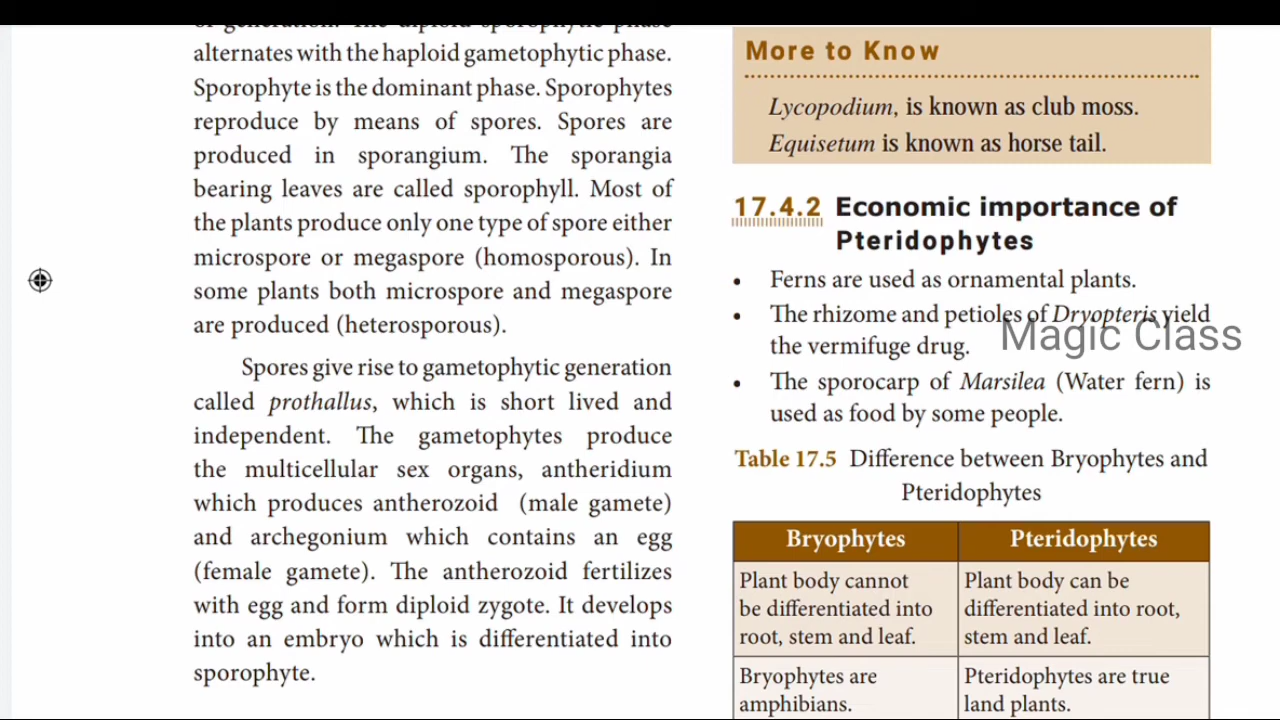 of generation. The diploid sporophytic phase
alternates with the haploid gametophytic phase.
Sporophyte is the dominant phase. Sporophytes
reproduce by means of spores. Spores are
produced in sporangium. The sporangia
bearing leaves are called sporophyll. Most of
the plants produce only one type of spore either
microspore or megaspore (homosporous). In
some plants both microspore and megaspore
are produced (heterosporous).
Spores give rise to gametophytic generation
called prothallus, which is short lived and
independent. The gametophytes produce
the multicellular sex organs, antheridium
which produces antherozoid (male gamete)
and archegonium which contains an egg
(female gamete). The antherozoid fertilizes
with egg and form diploid zygote. It develops
into an embryo which is differentiated into
sporophyte.
More to Know
Lycopodium, is known as club moss.
Equisetum is known as horse tail.
17.4.2 Economic importance of
Pteridophytes
• Ferns are used as ornamental plants.
• The rhizome and petioles of Dryopteris yield
the vermifuge drug.
Magic Class
• The sporocarp of Marsilea (Water fern) is
used as food by some people.
Table 17.5 Difference between Bryophytes and
Pteridophytes
Bryophytes
Pteridophytes
Plant body cannot
be differentiated into
root, stem and leaf.
Plant body can be
differentiated into root,
stem and leaf.
Bryophytes are
amphibians.
Pteridophytes are true
land plants.